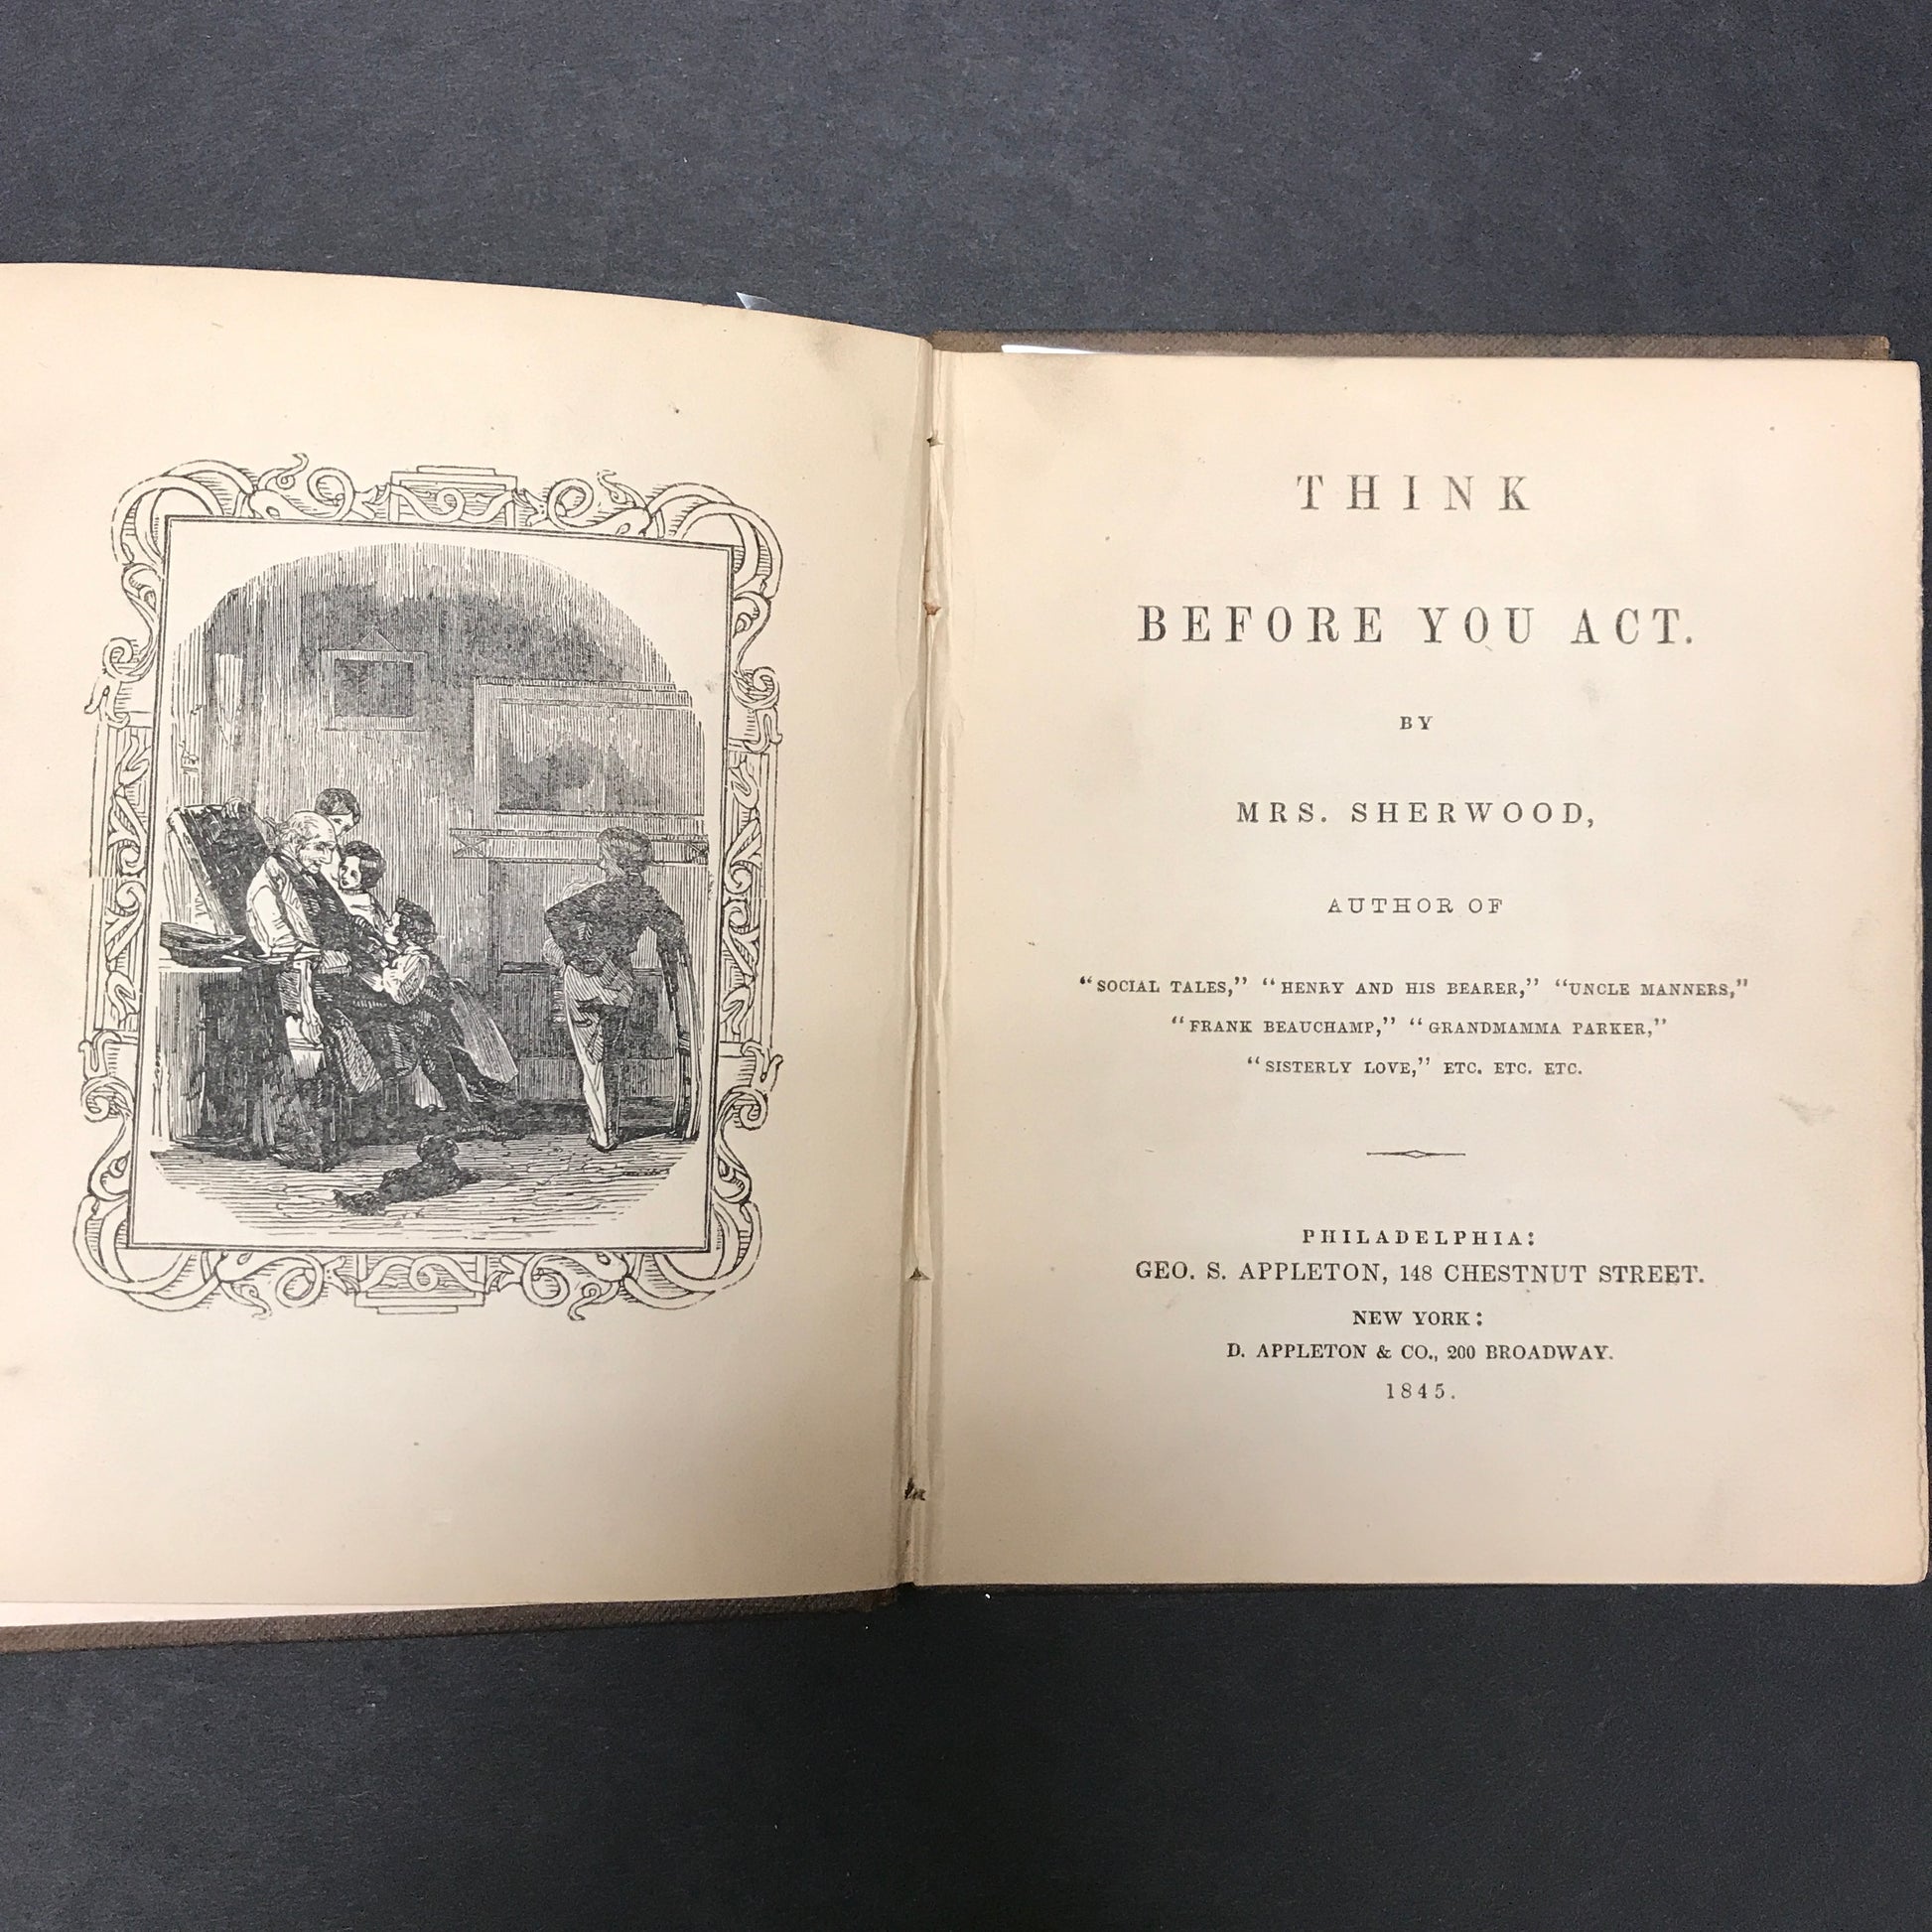 THINK
BEFORE YOU ACT.
BY
MRS. SHERWOOD,
AUTHOR OF
“SOCIAL TALES,” “HENRY AND HIS BEARER,” “UNCLE MANNERS,”
“FRANK BEAUCHAMP,” “GRANDMAMMA PARKER,”
“SISTERLY LOVE,” ETC. ETC. ETC.
PHILADELPHIA:
GEO. S. APPLETON, 148 CHESTNUT STREET.
NEW YORK:
D. APPLETON & CO., 200 BROADWAY.
1845.